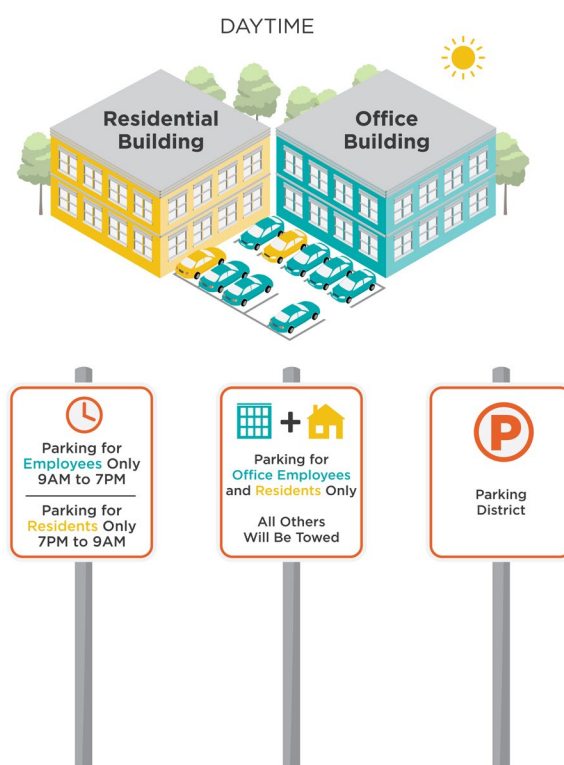 DAYTIME
Residential
Building
Office
Building
Parking for
Employees Only
9AM to 7PM
Parking for
Residents Only
7PM to 9AM
Parking for
Office Employees
and Residents Only
All Others
Will Be Towed
P
Parking
District